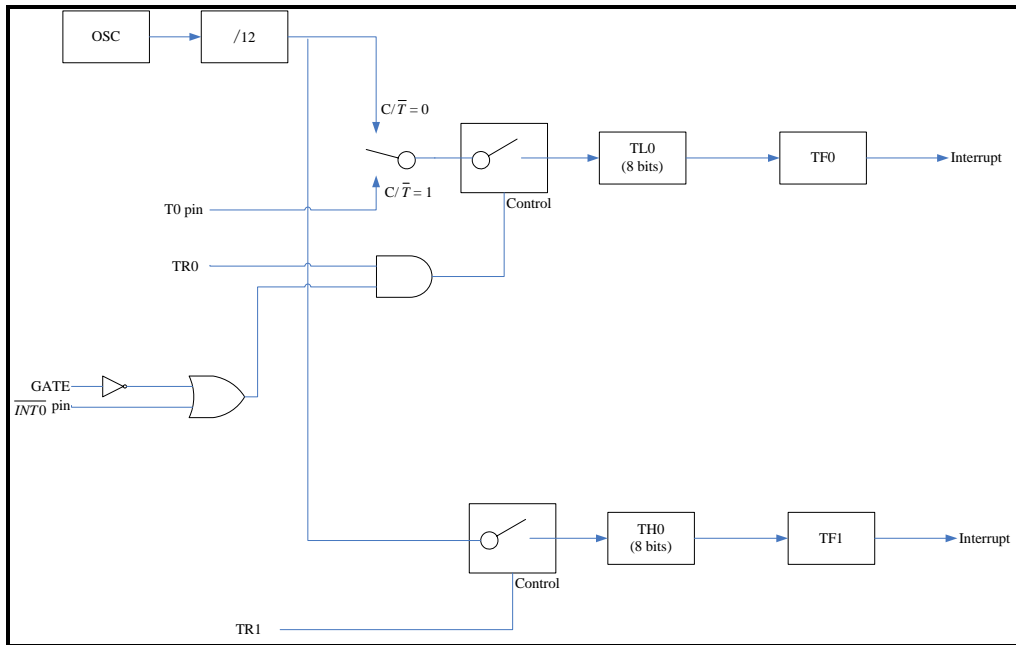 OSC
/12
C/T̅ = 0
TL0
(8 bits)
TF0
Interrupt
C/T̅ = 1
T0 pin
Control
TR0
GATE
I̅N̅T̅0̅ pin
TH0
(8 bits)
TF1
Interrupt
Control
TR1